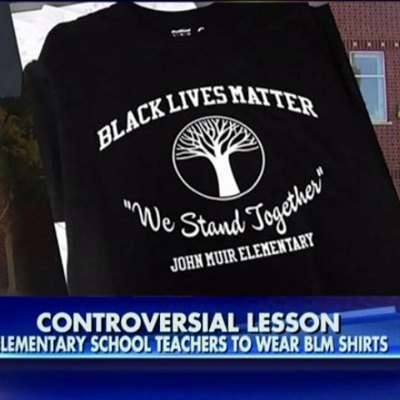 BLACK LIVES MATTER
"We Stand Together"
JOHN MUIR ELEMENTARY
CONTROVERSIAL LESSON
LEMENTARY SCHOOL TEACHERS TO WEAR BLM SHIRTS